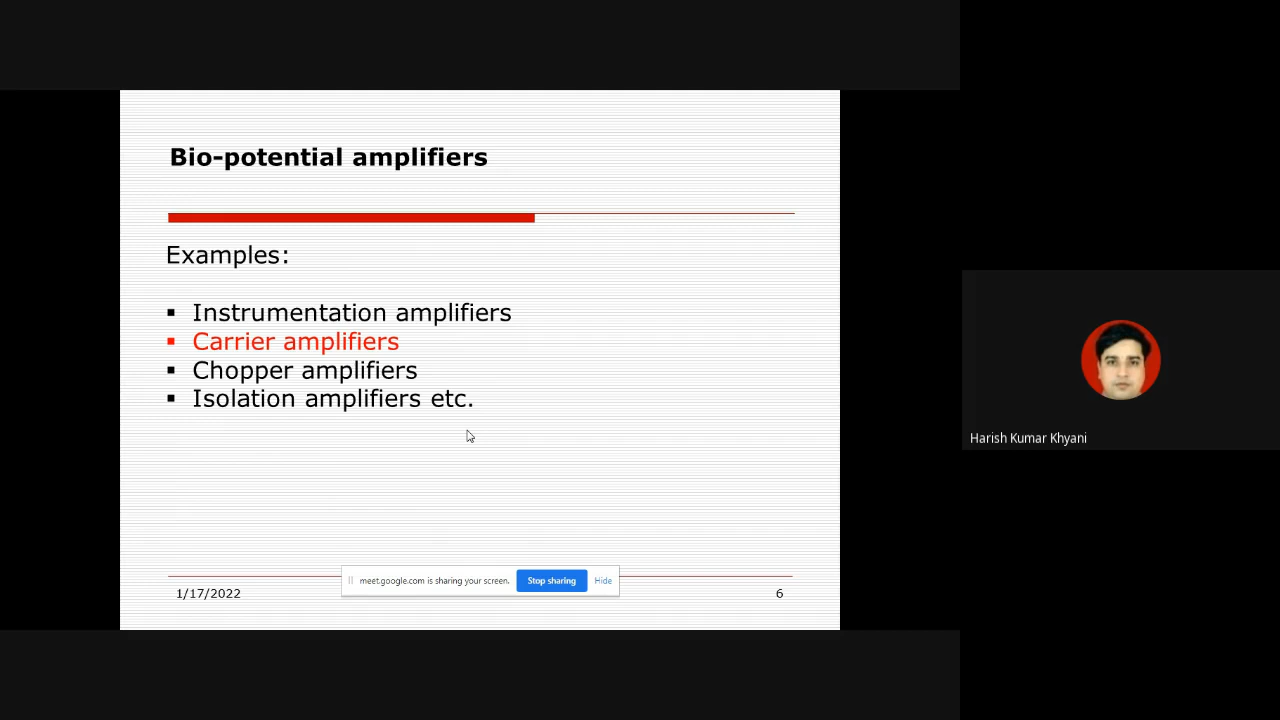 Bio-potential amplifiers
Examples:
▪ Instrumentation amplifiers
▪ Carrier amplifiers
▪ Chopper amplifiers
▪ Isolation amplifiers etc.
meet.google.com is sharing your screen. Stop sharing Hide
1/17/2022 6
Harish Kumar Khyani